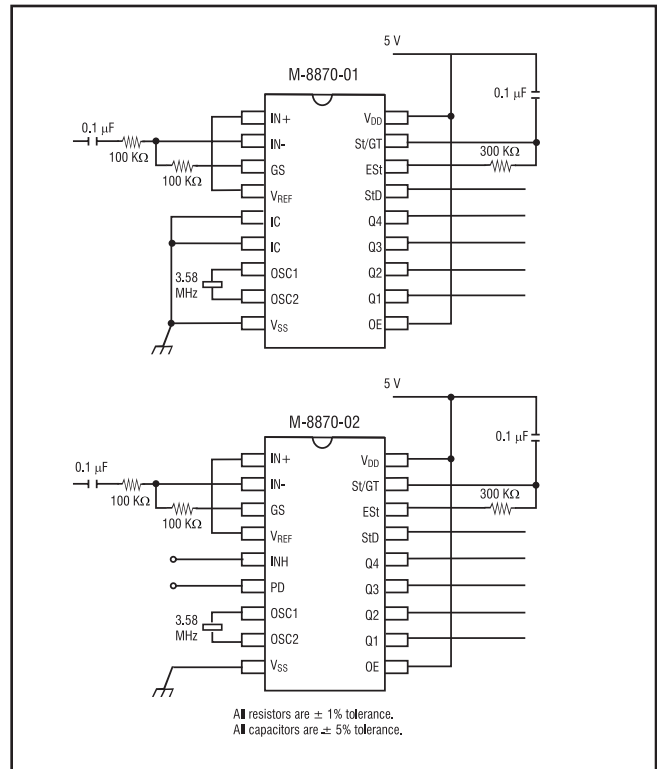 5 V
M-8870-01
0.1 µF
0.1 µF
100 KΩ
100 KΩ
300 KΩ
IN+
IN-
GS
VREF
IC
IC
OSC1
OSC2
VSS
3.58
MHz
VDD
St/GT
ESt
StD
Q4
Q3
Q2
Q1
OE
5 V
M-8870-02
0.1 µF
0.1 µF
100 KΩ
100 KΩ
300 KΩ
IN+
IN-
GS
VREF
INH
PD
OSC1
OSC2
VSS
3.58
MHz
VDD
St/GT
ESt
StD
Q4
Q3
Q2
Q1
OE
All resistors are ± 1% tolerance.
All capacitors are ± 5% tolerance.